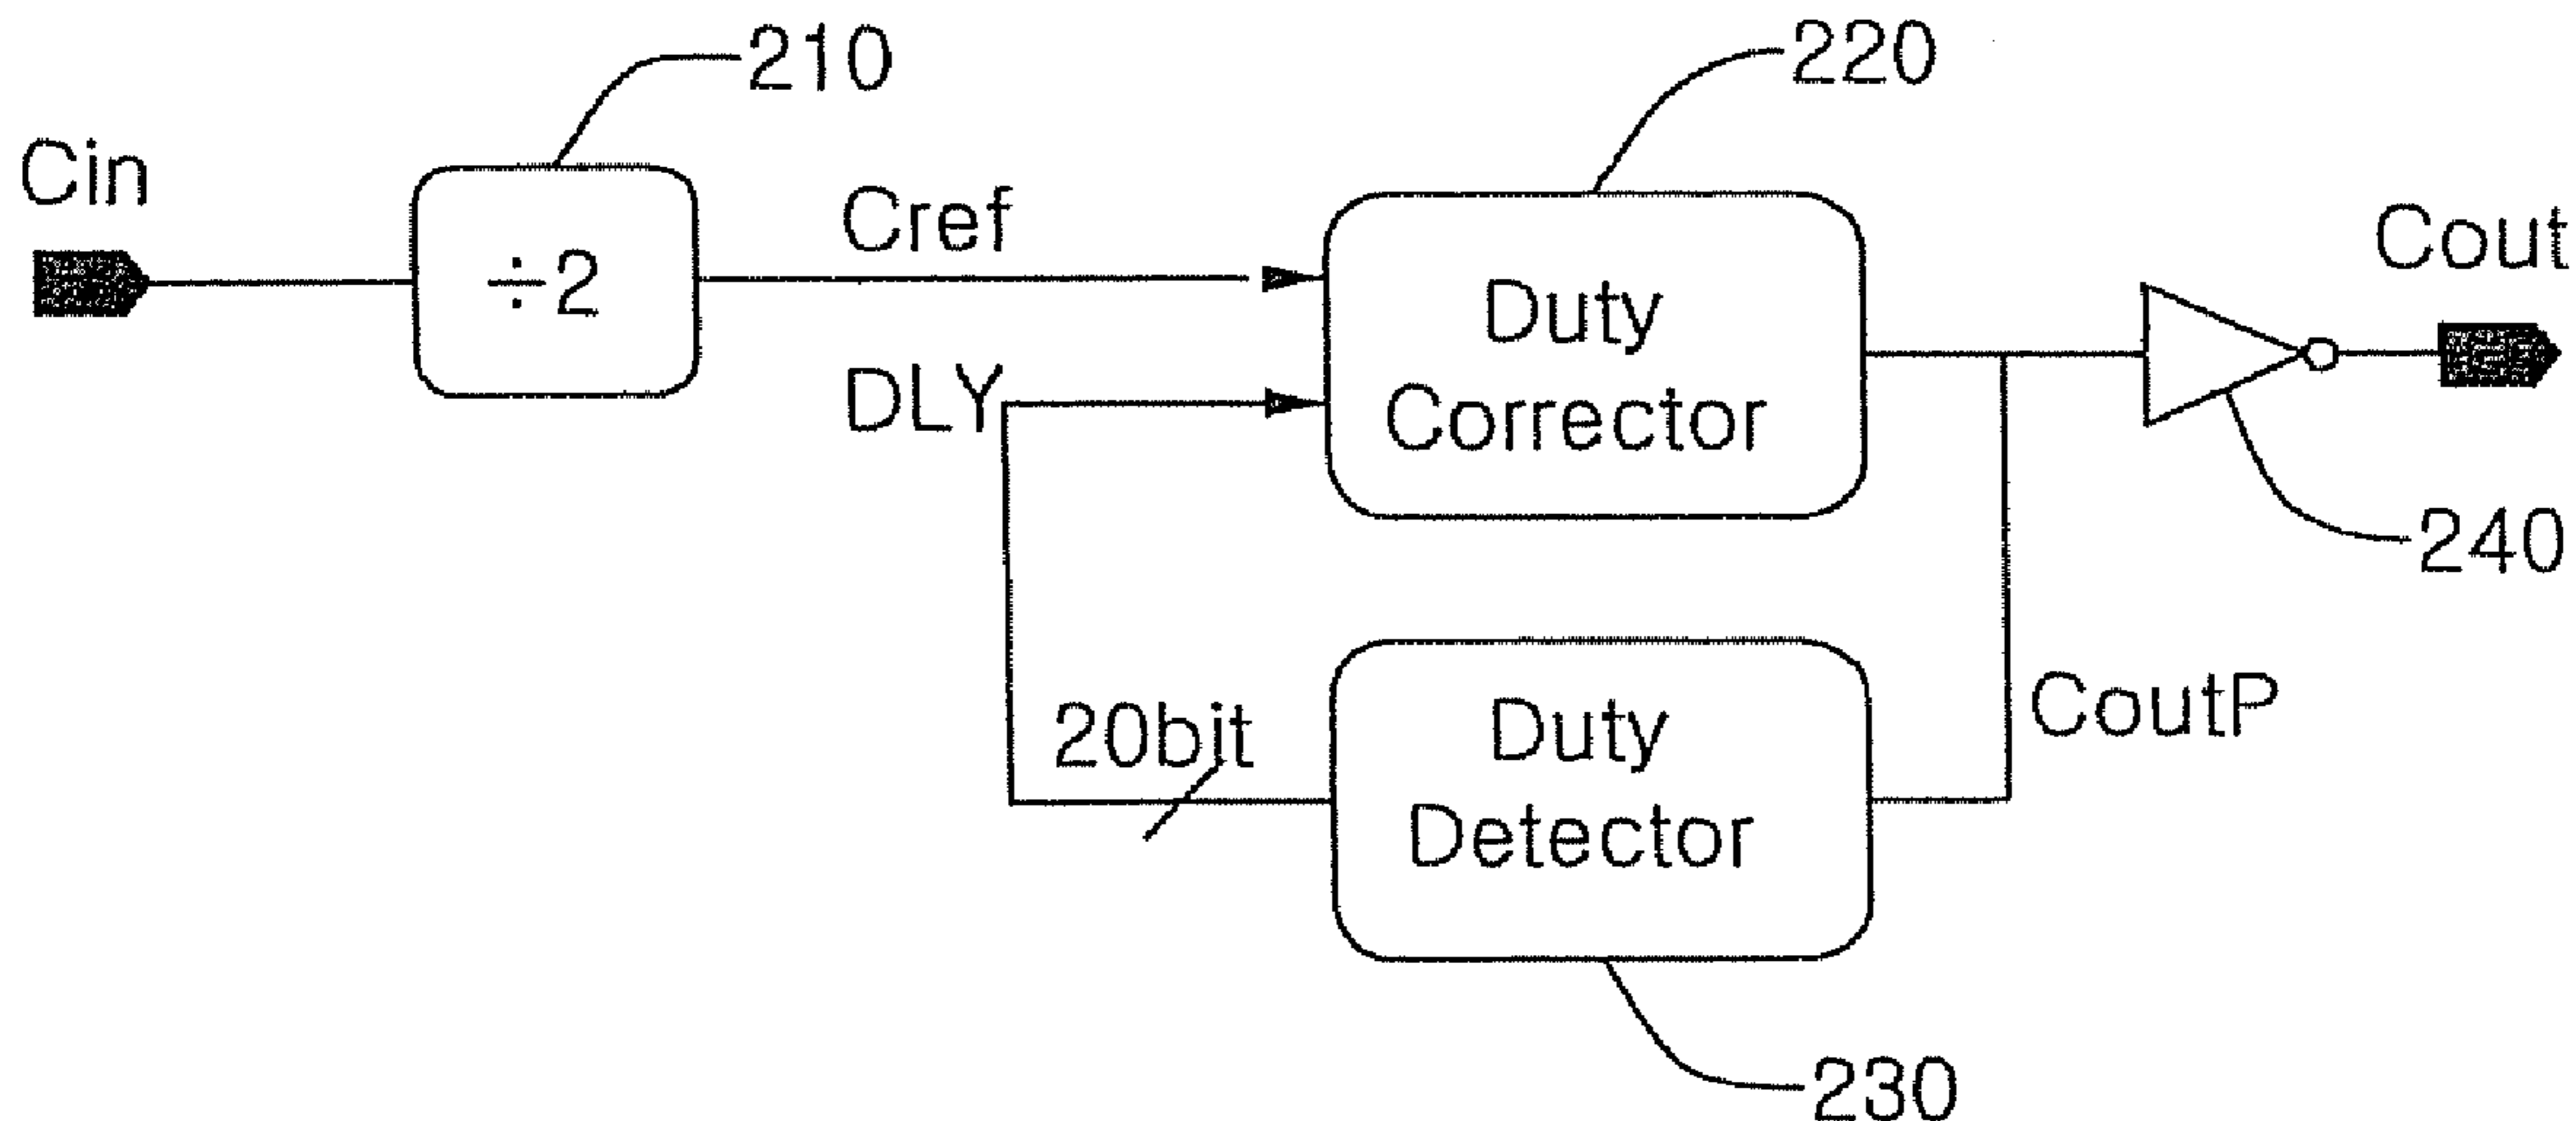 210
220
Cin
Cref
Cout
÷2
Duty
Corrector
DLY
240
20bit
Duty
Detector
CoutP
230